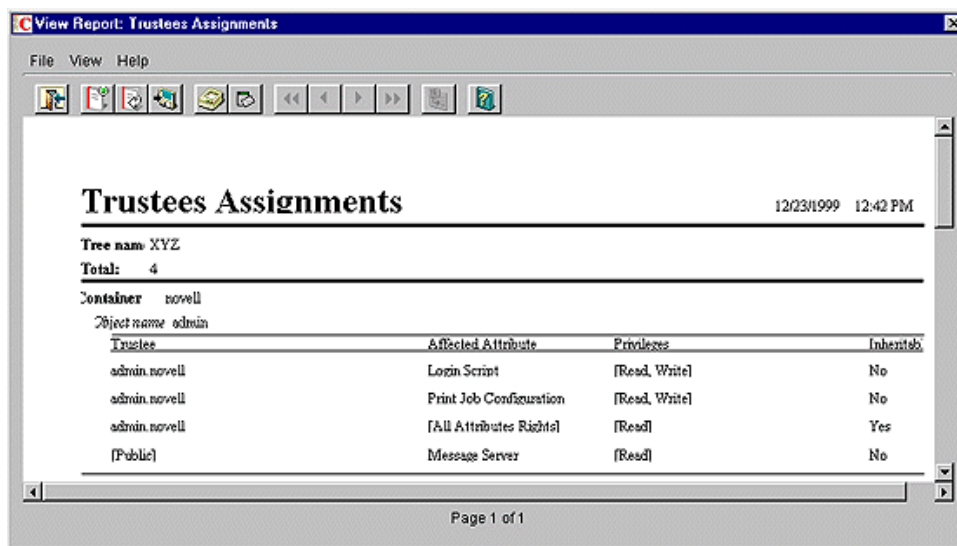 View Report: Trustees Assignments
File View Help
Trustees Assignments 12/23/1999 12:42 PM
Tree nam XYZ
Total: 4
Container novell
Object name admin
Trustee Affected Attribute Privileges Inheritab
admin.novell Login Script [Read, Write] No
admin.novell Print Job Configuration [Read, Write] No
admin.novell [All Attributes Rights] [Read] Yes
[Public] Message Server [Read] No
Page 1 of 1